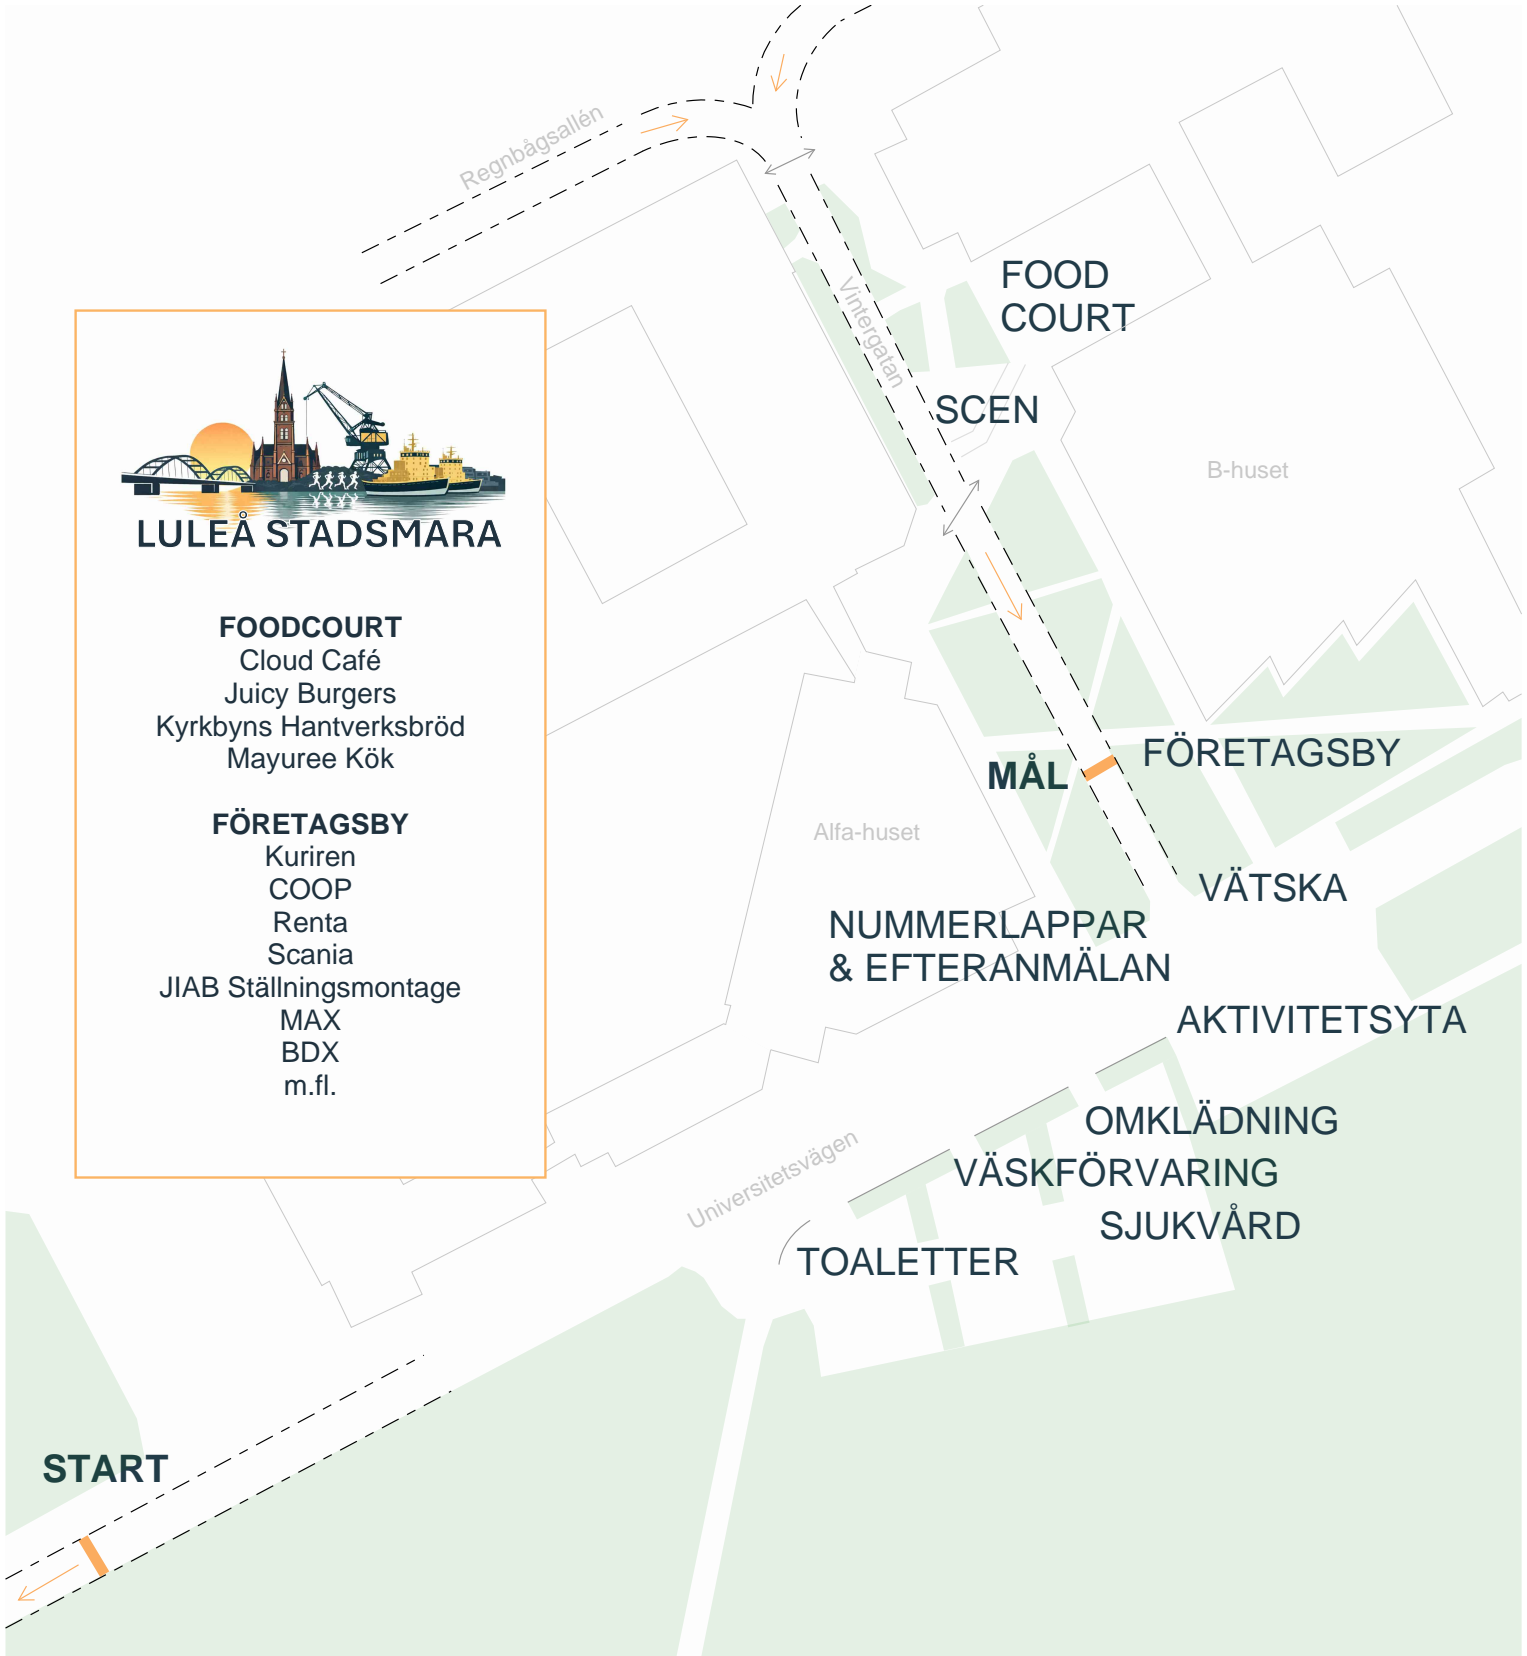 Regnbågsallén
Vintergatan
FOOD
COURT
SCEN
B-huset
LULEÅ STADSMARA
FOODCOURT
Cloud Café
Juicy Burgers
Kyrkbyns Hantverksbröd
Mayuree Kök
FÖRETAGSBY
Kuriren
COOP
Renta
Scania
JIAB Ställningsmontage
MAX
BDX
m.fl.
FÖRETAGSBY
MÅL
Alfa-huset
VÄTSKA
NUMMERLAPPAR
& EFTERANMÄLAN
AKTIVITETSYTA
OMKLÄDNING
Universitetsvägen
VÄSKFÖRVARING
SJUKVÅRD
TOALETTER
START